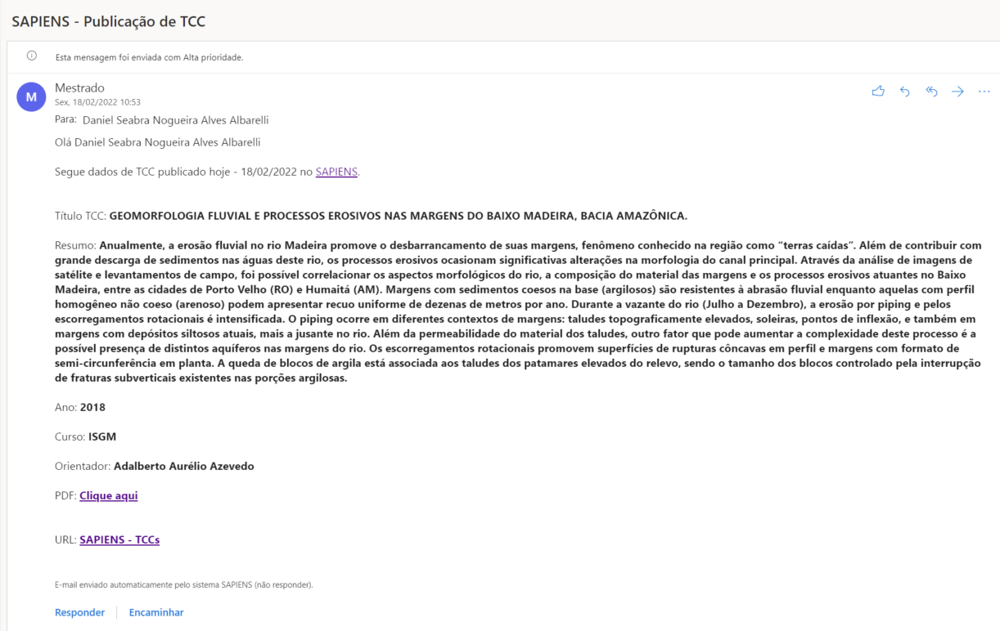 SAPIENS - Publicação de TCC
Esta mensagem foi enviada com Alta prioridade.
M
Mestrado
Sex, 18/02/2022 10:53
Para: Daniel Seabra Nogueira Alves Albarelli
Olá Daniel Seabra Nogueira Alves Albarelli
Segue dados de TCC publicado hoje - 18/02/2022 no SAPIENS.
Título TCC: GEOMORFOLOGIA FLUVIAL E PROCESSOS EROSIVOS NAS MARGENS DO BAIXO MADEIRA, BACIA AMAZÔNICA.
Resumo: Anualmente, a erosão fluvial no rio Madeira promove o desbarrancamento de suas margens, fenômeno conhecido na região como “terras caídas”. Além de contribuir com
grande descarga de sedimentos nas águas deste rio, os processos erosivos ocasionam significativas alterações na morfologia do canal principal. Através da análise de imagens de
satélite e levantamentos de campo, foi possível correlacionar os aspectos morfológicos do rio, a composição do material das margens e os processos erosivos atuantes no Baixo
Madeira, entre as cidades de Porto Velho (RO) e Humaitá (AM). Margens com sedimentos coesos na base (argilosos) são resistentes à abrasão fluvial enquanto aquelas com perfil
homogêneo não coeso (arenoso) podem apresentar recuo uniforme de dezenas de metros por ano. Durante a vazante do rio (Julho a Dezembro), a erosão por piping e pelos
escorregamentos rotacionais é intensificada. O piping ocorre em diferentes contextos de margens: taludes topograficamente elevados, soleiras, pontos de inflexão, e também em
margens com depósitos siltosos atuais, mais a jusante no rio. Além da permeabilidade do material dos taludes, outro fator que pode aumentar a complexidade deste processo é a
possível presença de distintos aquíferos nas margens do rio. Os escorregamentos rotacionais promovem superfícies de rupturas côncavas em perfil e margens com formato de
semi-circunferência em planta. A queda de blocos de argila está associada aos taludes dos patamares elevados do relevo, sendo o tamanho dos blocos controlado pela interrupção
de fraturas subverticais existentes nas porções argilosas.
Ano: 2018
Curso: ISGM
Orientador: Adalberto Aurélio Azevedo
PDF: Clique aqui
URL: SAPIENS - TCCs
E-mail enviado automaticamente pelo sistema SAPIENS (não responder).
Responder Encaminhar